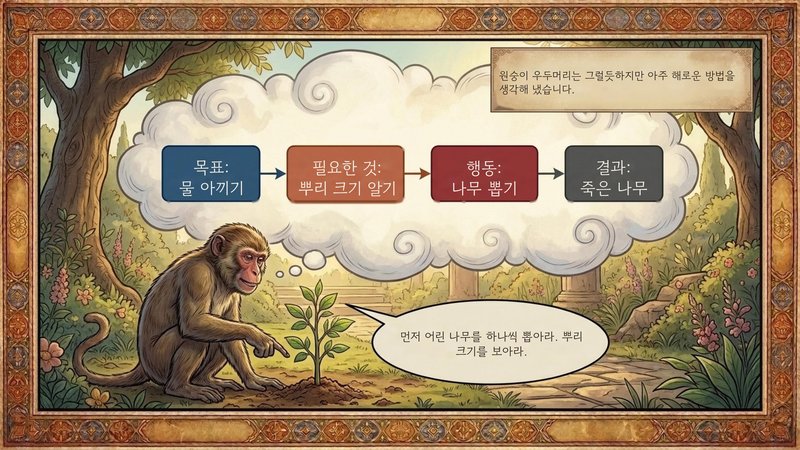 원숭이 우두머리는 그럴듯하지만 아주 해로운 방법을
생각해 냈습니다.
목표:
물 아끼기
필요한 것:
뿌리 크기 알기
행동:
나무 뽑기
결과:
죽은 나무
먼저 어린 나무를 하나씩 뽑아라. 뿌리
크기를 보아라.